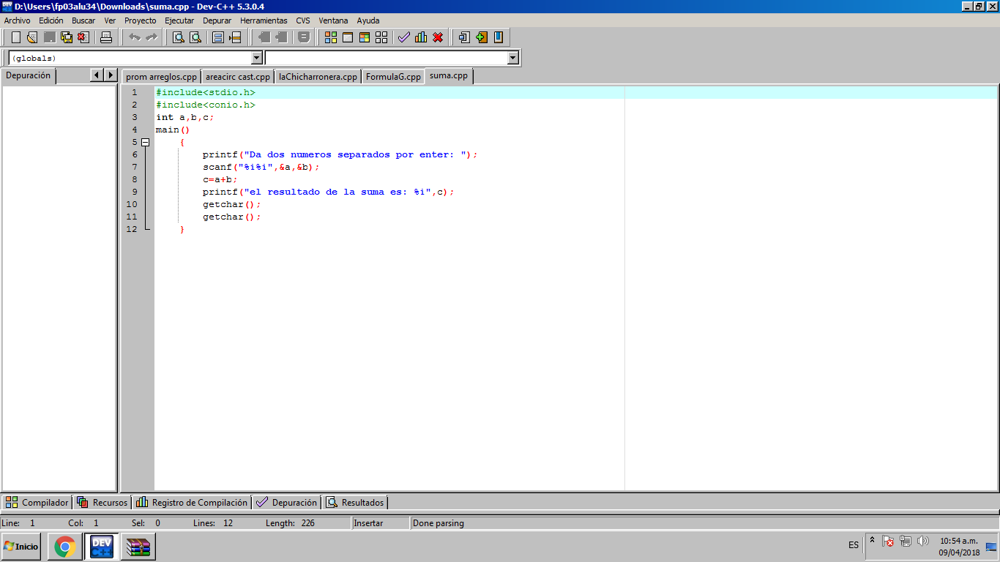 D:\Users\fp03alu34\Downloads\suma.cpp - Dev-C++ 5.3.0.4
Archivo Edición Buscar Ver Proyecto Ejecutar Depurar Herramientas CVS Ventana Ayuda
(globals)
Depuración
prom arreglos.cpp areacirc cast.cpp laChicharronera.cpp FormulaG.cpp suma.cpp
1 #include<stdio.h>
2 #include<conio.h>
3 int a,b,c;
4 main()
5 {
6 printf("Da dos numeros separados por enter: ");
7 scanf("%i%i",&a,&b);
8 c=a+b;
9 printf("el resultado de la suma es: %i",c);
10 getchar();
11 getchar();
12 }
Compilador Recursos Registro de Compilación Depuración Resultados
Line: 1 Col: 1 Sel: 0 Lines: 12 Length: 226 Insertar Done parsing
Inicio DEV C++ ES 10:54 a.m.
09/04/2018